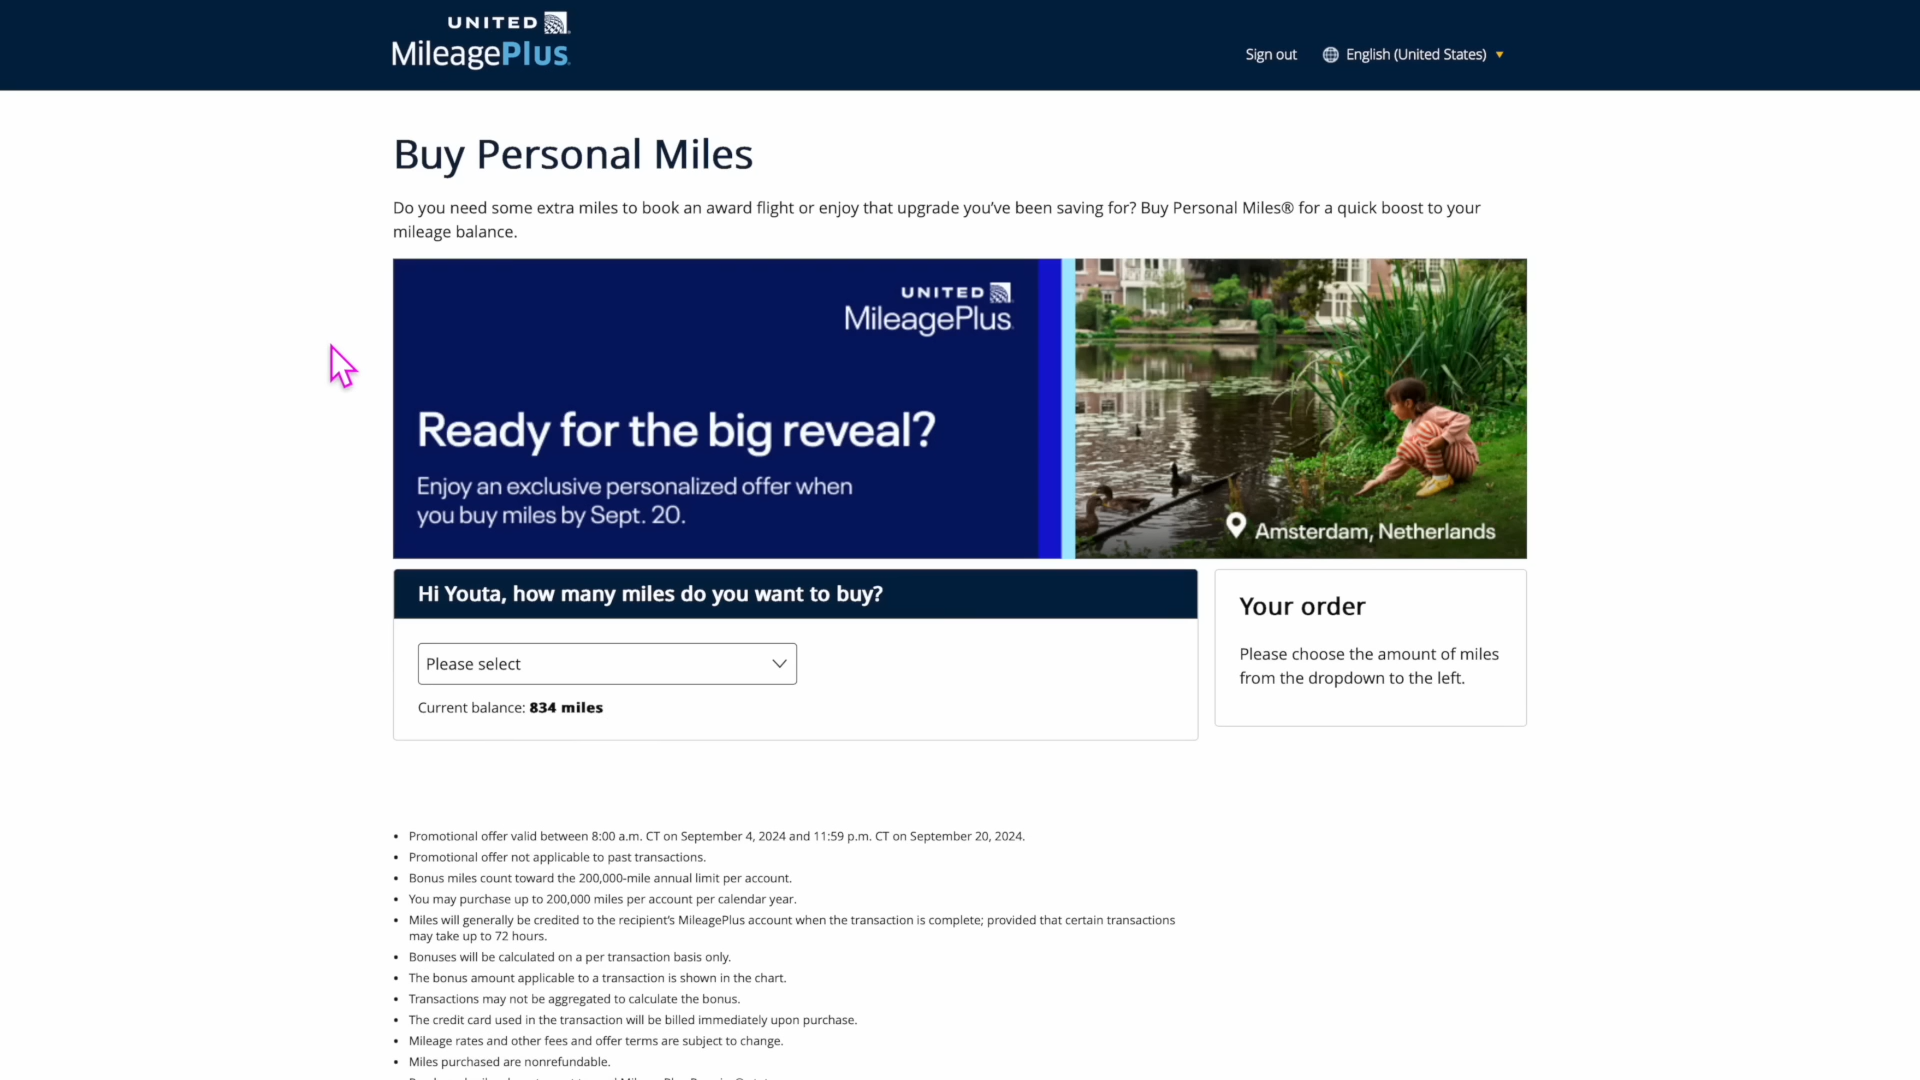 UNITED
MileagePlus
Sign out
English (United States)
Buy Personal Miles
Do you need some extra miles to book an award flight or enjoy that upgrade you’ve been saving for? Buy Personal Miles® for a quick boost to your
mileage balance.
UNITED
MileagePlus
Ready for the big reveal?
Enjoy an exclusive personalized offer when
you buy miles by Sept. 20.
Amsterdam, Netherlands
Hi Youta, how many miles do you want to buy?
Please select
Current balance: 834 miles
Your order
Please choose the amount of miles
from the dropdown to the left.
• Promotional offer valid between 8:00 a.m. CT on September 4, 2024 and 11:59 p.m. CT on September 20, 2024.
• Promotional offer not applicable to past transactions.
• Bonus miles count toward the 200,000-mile annual limit per account.
• You may purchase up to 200,000 miles per account per calendar year.
• Miles will generally be credited to the recipient’s MileagePlus account when the transaction is complete; provided that certain transactions
may take up to 72 hours.
• Bonuses will be calculated on a per transaction basis only.
• The bonus amount applicable to a transaction is shown in the chart.
• Transactions may not be aggregated to calculate the bonus.
• The credit card used in the transaction will be billed immediately upon purchase.
• Mileage rates and other fees and offer terms are subject to change.
• Miles purchased are nonrefundable.